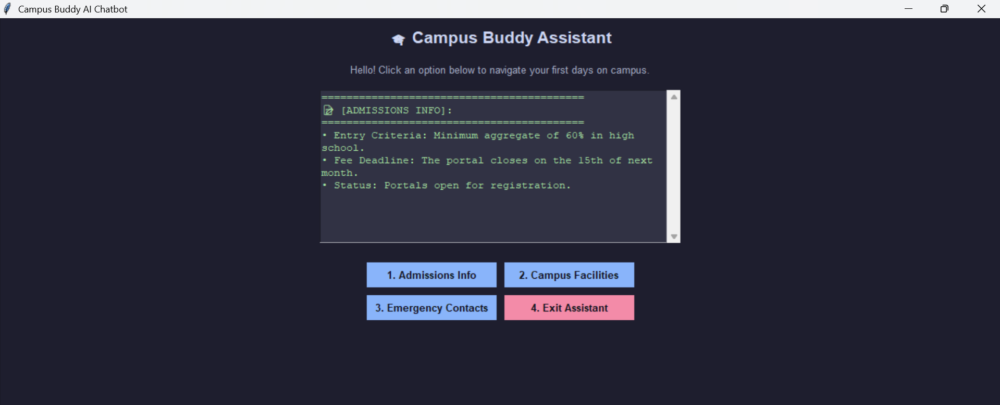 Campus Buddy AI Chatbot
🎓 Campus Buddy Assistant
Hello! Click an option below to navigate your first days on campus.
==========================================
📝 [ADMISSIONS INFO]:
==========================================
• Entry Criteria: Minimum aggregate of 60% in high
school.
• Fee Deadline: The portal closes on the 15th of next
month.
• Status: Portals open for registration.
1. Admissions Info
2. Campus Facilities
3. Emergency Contacts
4. Exit Assistant